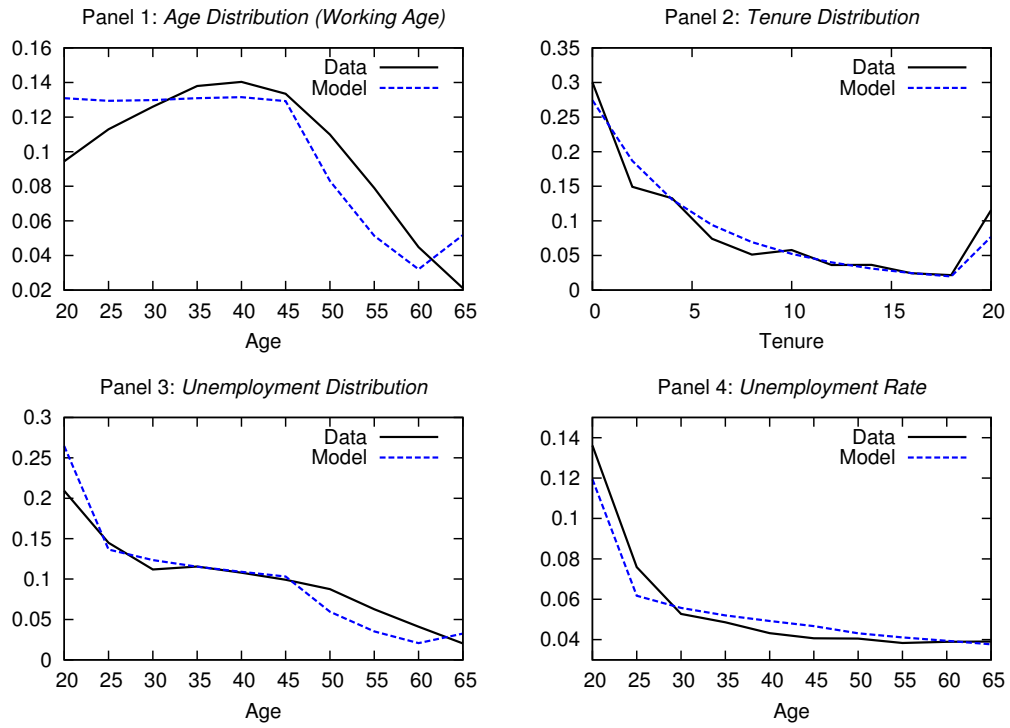 Panel 1: Age Distribution (Working Age)
0.16
0.14
0.12
0.1
0.08
0.06
0.04
0.02
Data
Model
20 25 30 35 40 45 50 55 60 65
Age
Panel 2: Tenure Distribution
0.35
0.3
0.25
0.2
0.15
0.1
0.05
0
Data
Model
0 5 10 15 20
Tenure
Panel 3: Unemployment Distribution
0.3
0.25
0.2
0.15
0.1
0.05
0
Data
Model
20 25 30 35 40 45 50 55 60 65
Age
Panel 4: Unemployment Rate
0.14
0.12
0.1
0.08
0.06
0.04
Data
Model
20 25 30 35 40 45 50 55 60 65
Age